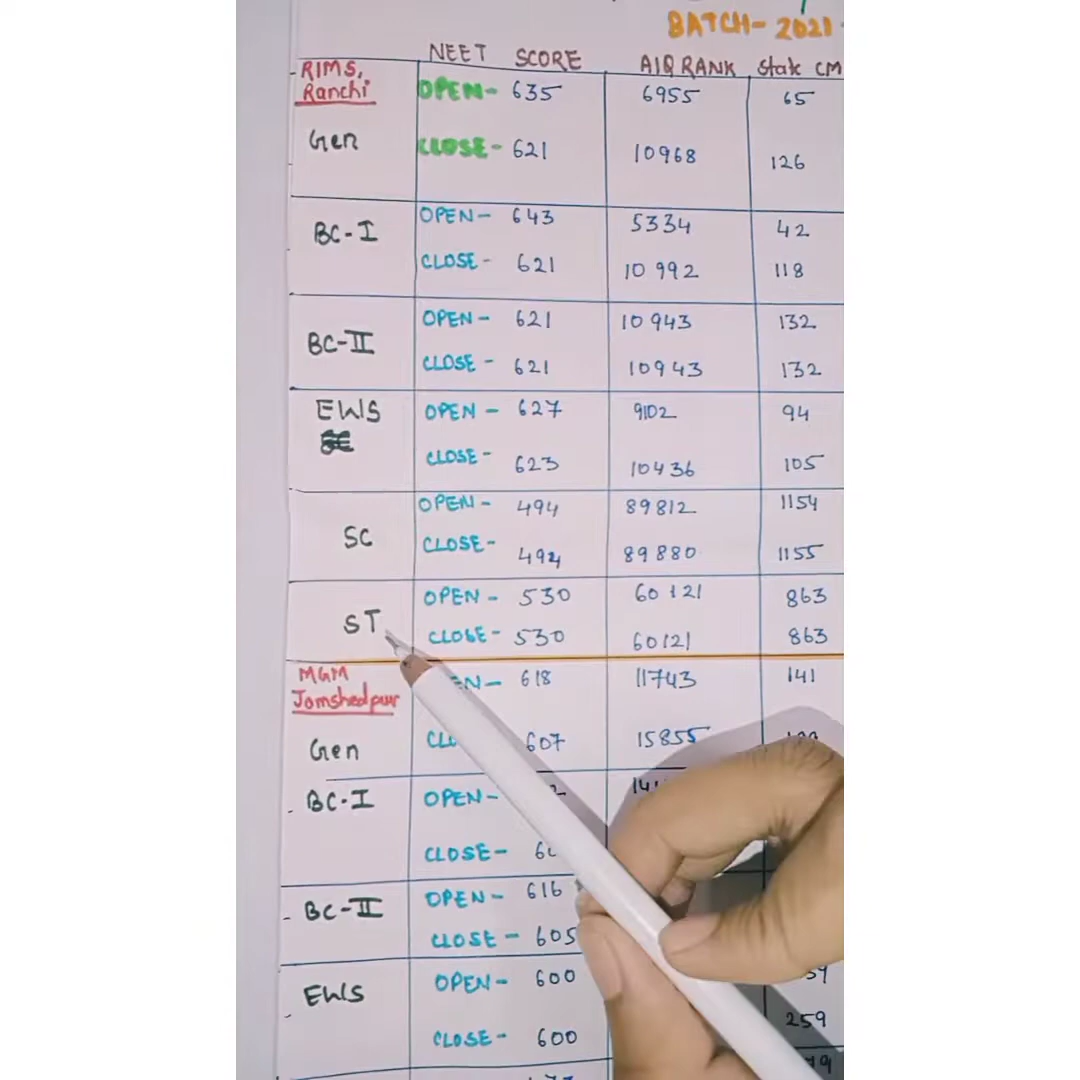 BATCH- 2021
NEET SCORE AIQ RANK State CM
RIMS, Ranchi
Gen
OPEN- 635 6955 65
CLOSE- 621 10968 126
BC-I
OPEN- 643 5334 42
CLOSE- 621 10992 118
BC-II
OPEN- 621 10943 132
CLOSE- 621 10943 132
EWS
OPEN- 627 9102 94
CLOSE- 623 10436 105
SC
OPEN- 494 89812 1154
CLOSE- 494 89880 1155
ST
OPEN- 530 60121 863
CLOSE- 530 60121 863
MGM
Jamshedpur
618 11743 141
Gen
607 15855
BC-I
OPEN-
CLOSE-
BC-II
OPEN- 616
CLOSE- 605
EWS
OPEN- 600
CLOSE- 600 259